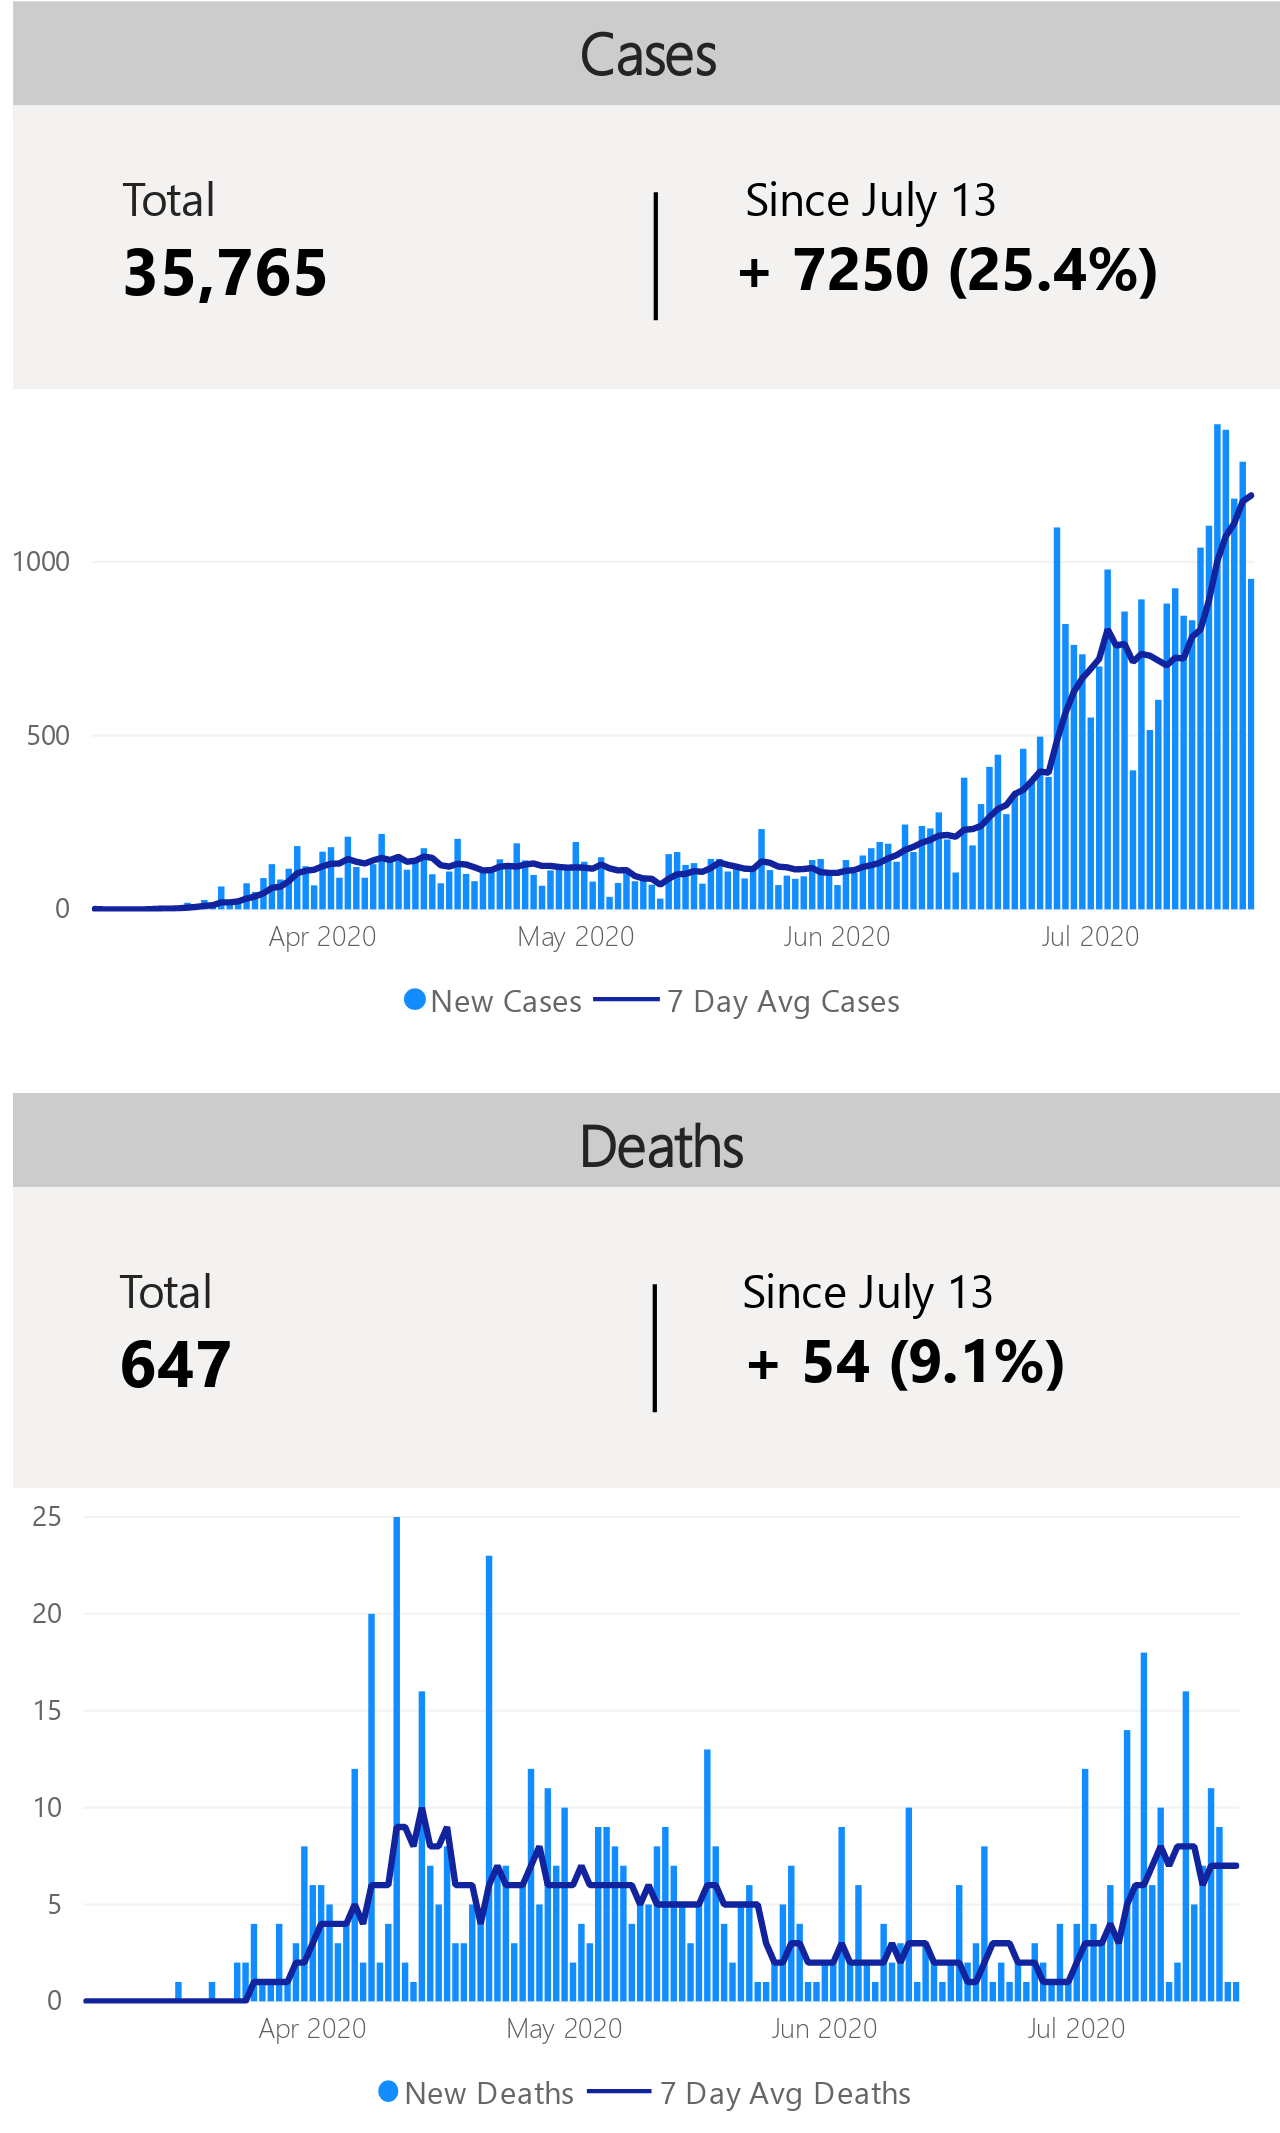 Cases
Total
Since July 13
35,765
+ 7250 (25.4%)
1000
500
0
Apr 2020
May 2020
Jun 2020
Jul 2020
New Cases
7 Day Avg Cases
Deaths
Total
Since July 13
647
+ 54 (9.1%)
25
20
15
10
5
0
Apr 2020
May 2020
Jun 2020
Jul 2020
New Deaths
7 Day Avg Deaths